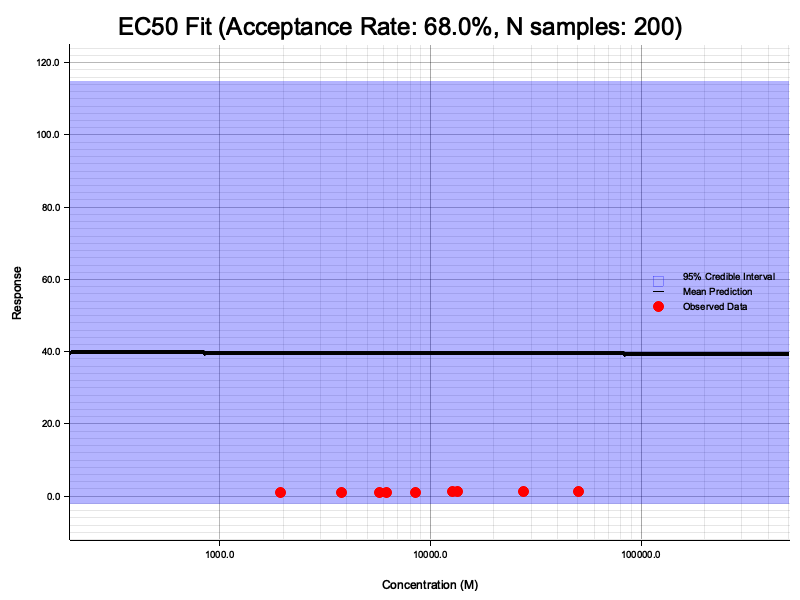 EC50 Fit (Acceptance Rate: 68.0%, N samples: 200)
120.0
100.0
80.0
60.0
40.0
20.0
0.0
Response
95% Credible Interval
Mean Prediction
Observed Data
1000.0
10000.0
100000.0
Concentration (M)